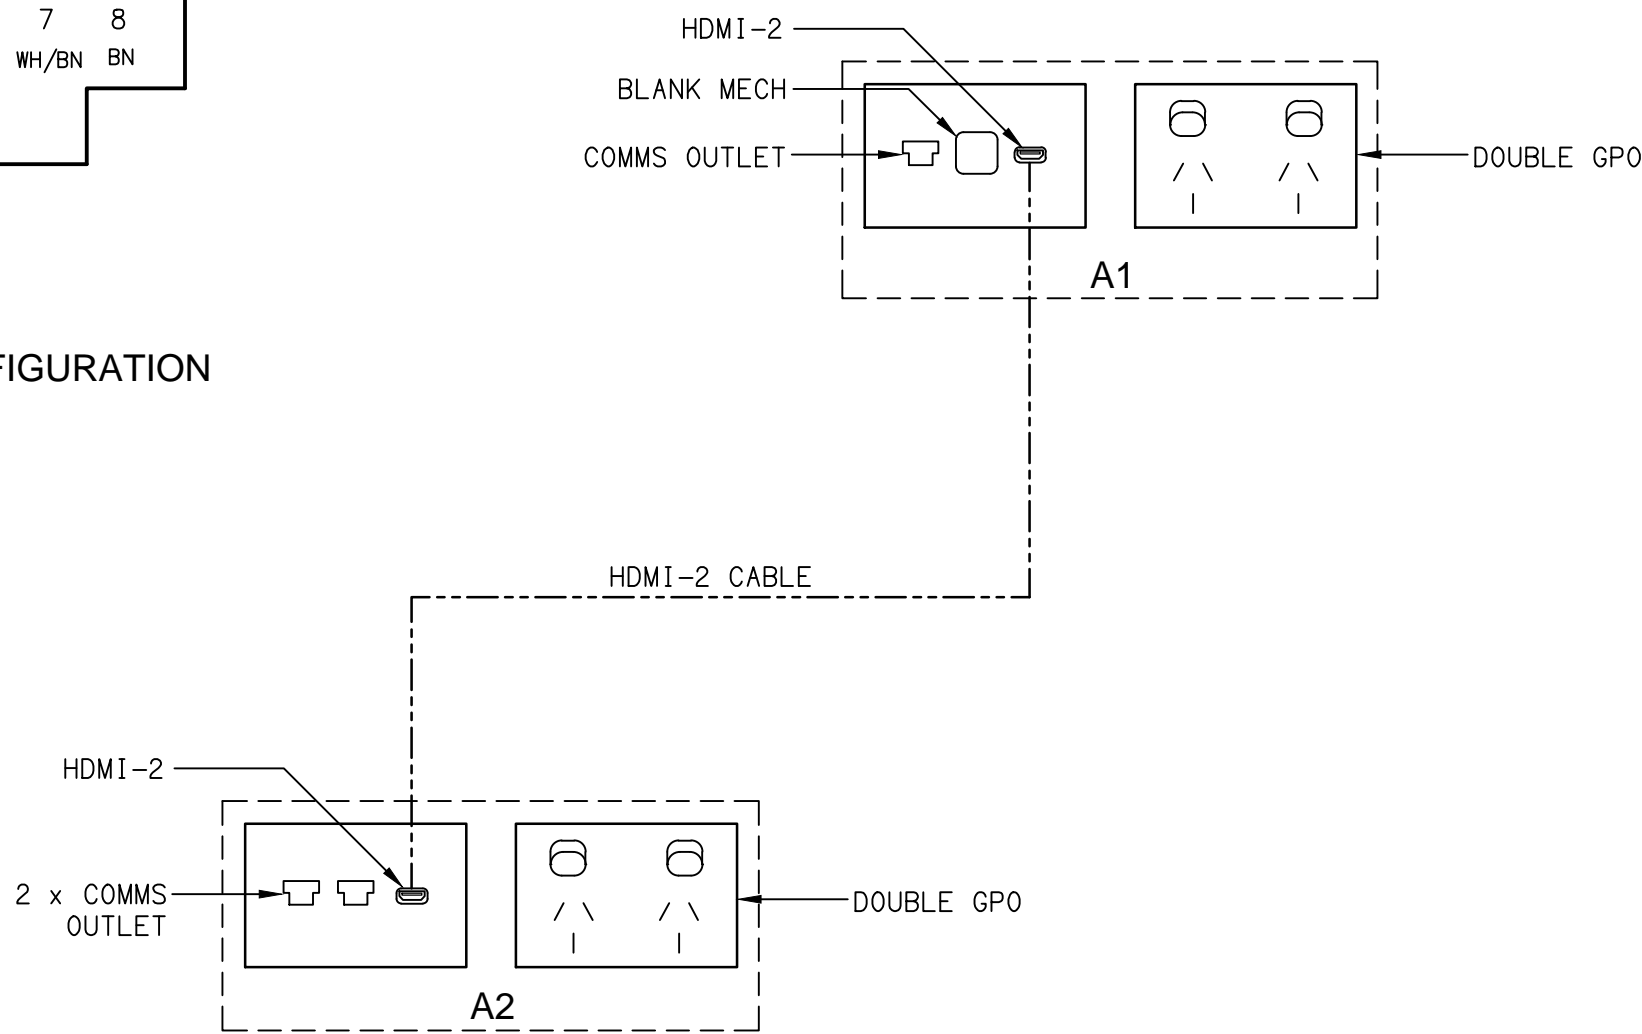 7 8
WH/BN BN
FIGURATION
HDMI-2
BLANK MECH
COMMS OUTLET
DOUBLE GPO
A1
HDMI-2 CABLE
HDMI-2
2 x COMMS
OUTLET
DOUBLE GPO
A2